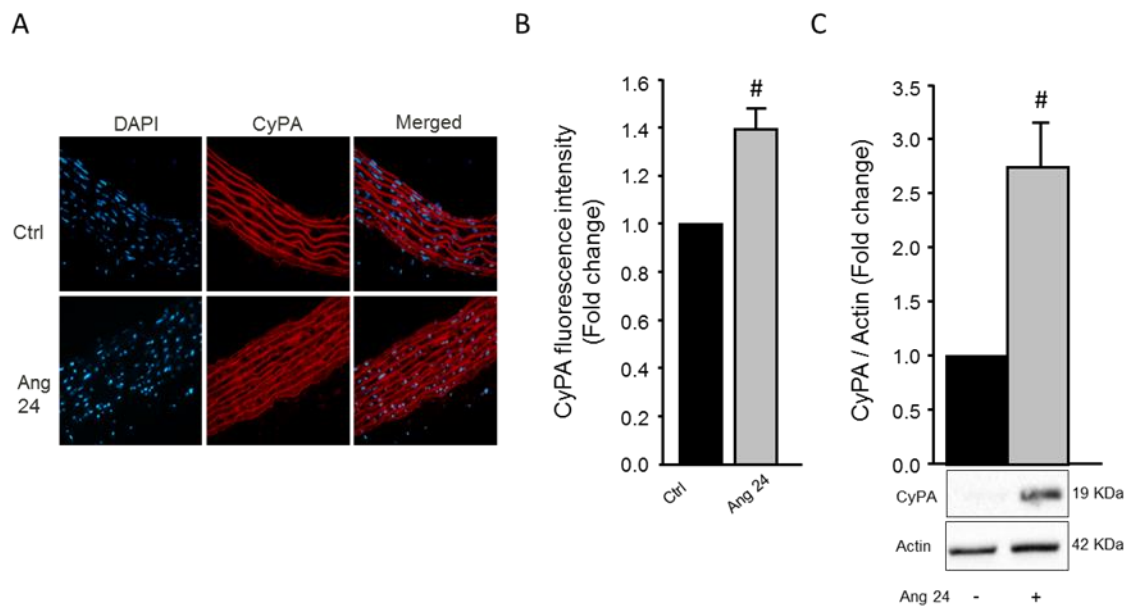 A
DAPI
CyPA
Merged
Ctrl
Ang
24
B
CyPA fluorescence intensity
(Fold change)
1.6
1.4
1.2
1.0
0.8
0.6
0.4
0.2
0.0
#
Ctrl
Ang 24
C
CyPA / Actin (Fold change)
3.5
3.0
2.5
2.0
1.5
1.0
0.5
0.0
#
CyPA
19 KDa
Actin
42 KDa
Ang 24 - +